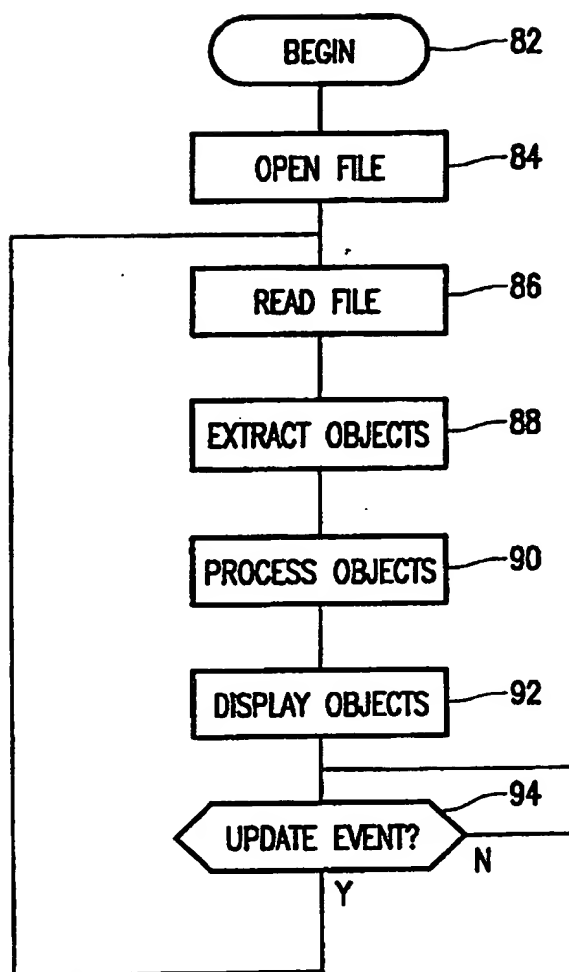 BEGIN 82
OPEN FILE 84
READ FILE 86
EXTRACT OBJECTS 88
PROCESS OBJECTS 90
DISPLAY OBJECTS 92
94
UPDATE EVENT?
N
Y